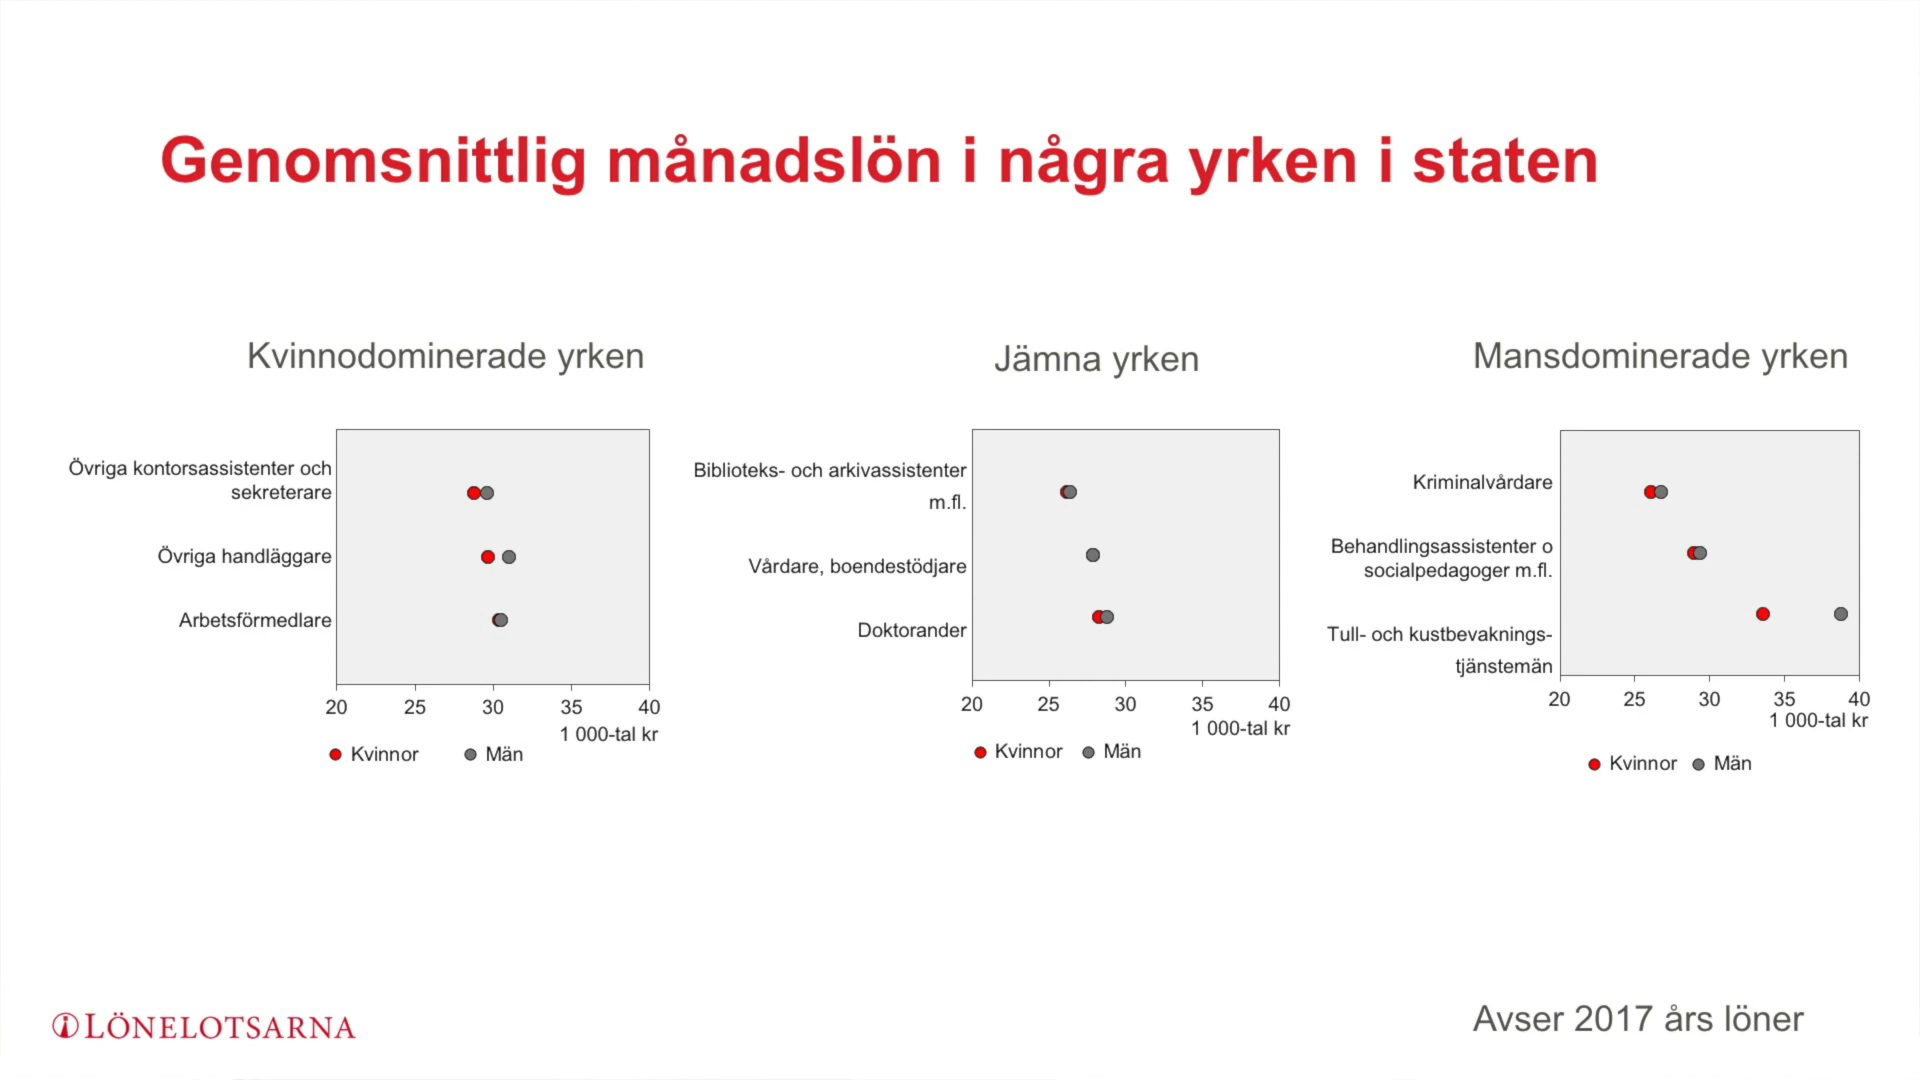 Genomsnittlig månadslön i några yrken i staten
Kvinnodominerade yrken
Övriga kontorsassistenter och
sekreterare
Övriga handläggare
Arbetsförmedlare
20 25 30 35 40
1 000-tal kr
Kvinnor Män
Jämna yrken
Biblioteks- och arkivassistenter
m.fl.
Vårdare, boendestödjare
Doktorander
20 25 30 35 40
1 000-tal kr
Kvinnor Män
Mansdominerade yrken
Kriminalvårdare
Behandlingsassistenter o
socialpedagoger m.fl.
Tull- och kustbevaknings-
tjänstemän
20 25 30 35 40
1 000-tal kr
Kvinnor Män
LÖNELOTSARNA
Avser 2017 års löner